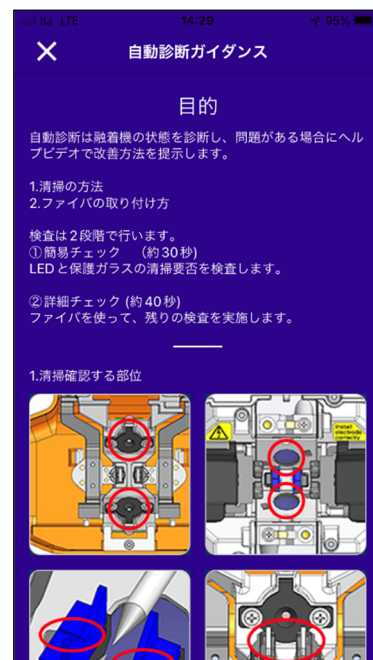 IIJ LTE
14:29
95%
自動診断ガイダンス
目的
自動診断は融着機の状態を診断し、問題がある場合にヘル
プビデオで改善方法を提示します。
1.清掃の方法
2.ファイバの取り付け方
検査は2段階で行います。
①簡易チェック (約30秒)
LEDと保護ガラスの清掃要否を検査します。
②詳細チェック (約40秒)
ファイバを使って、残りの検査を実施します。
1.清掃確認する部位
Install
electrode
correctly